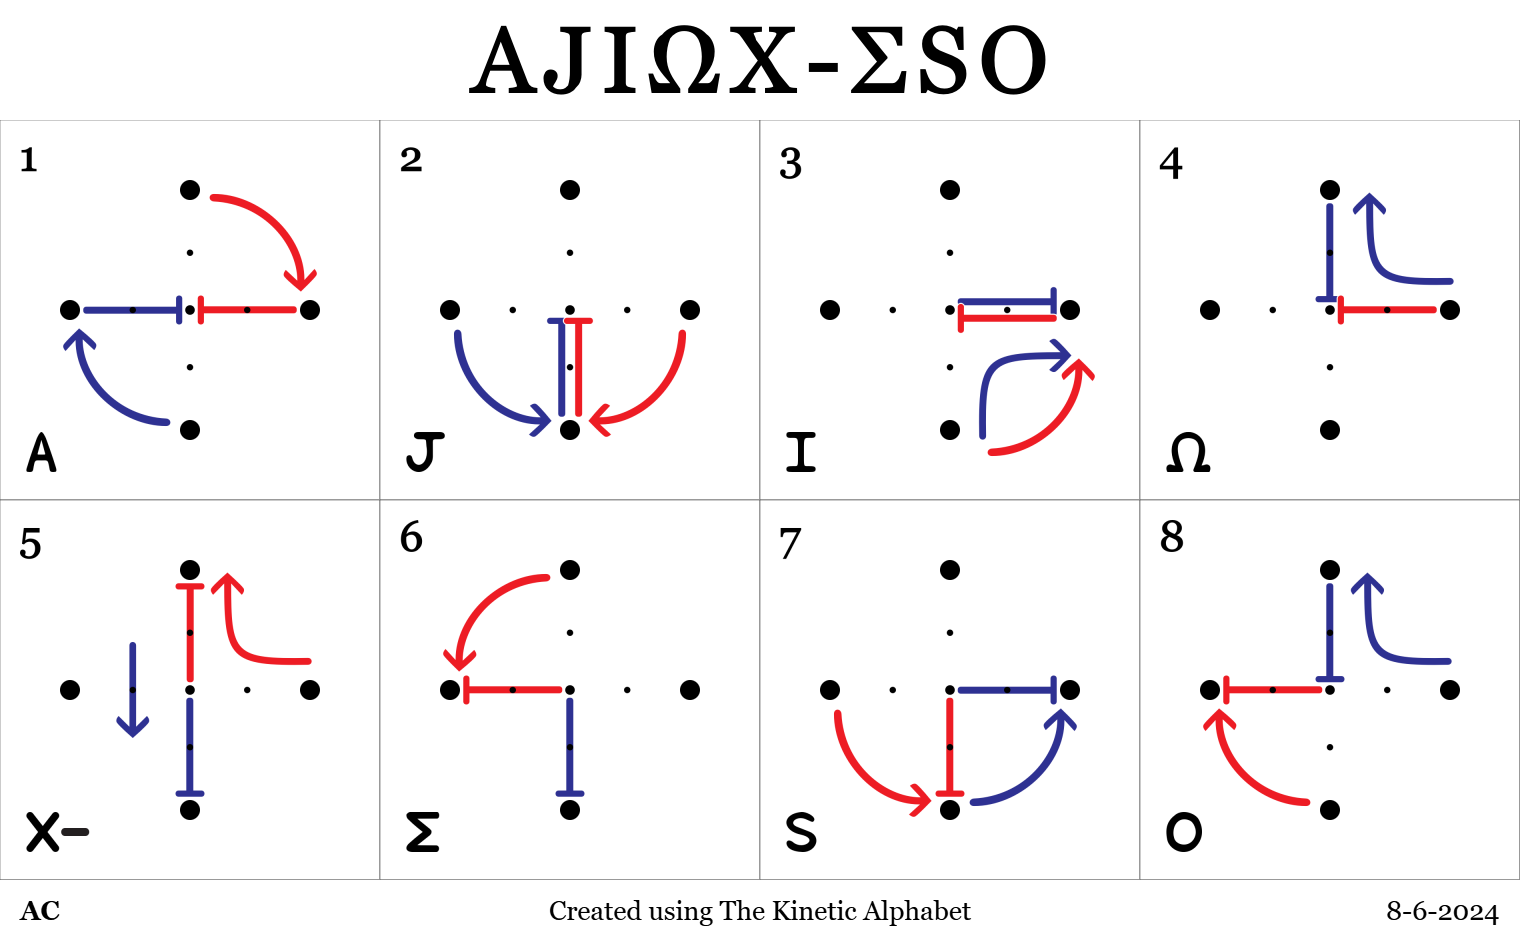 AJIΩX-ΣSO
1
2
3
4
A
J
I
Ω
5
6
7
8
X-
Σ
S
O
AC
Created using The Kinetic Alphabet
8-6-2024